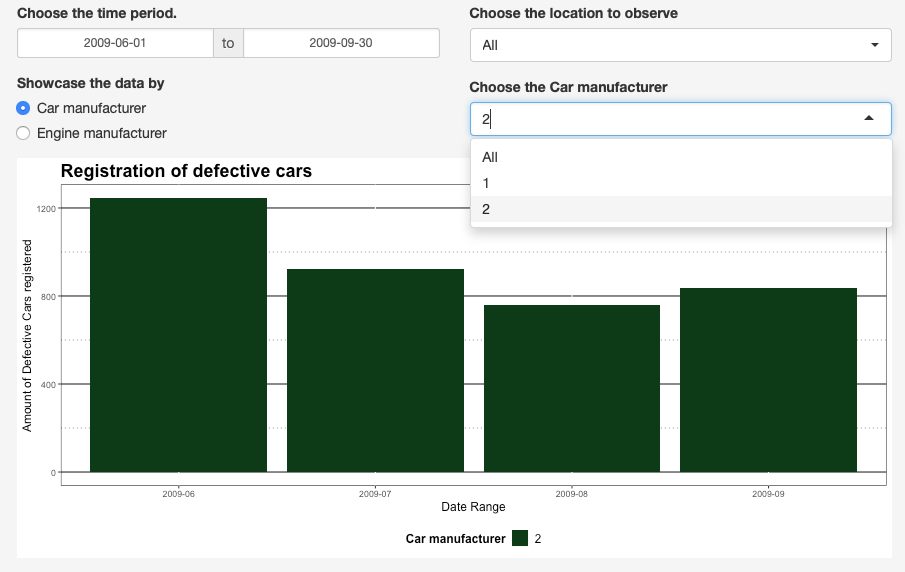 Choose the time period.
2009-06-01 to 2009-09-30
Choose the location to observe
All
Showcase the data by
Car manufacturer
Engine manufacturer
Choose the Car manufacturer
2
All
1
2
Registration of defective cars
Amount of Defective Cars registered
1200
800
400
0
2009-06 2009-07 2009-08 2009-09
Date Range
Car manufacturer 2